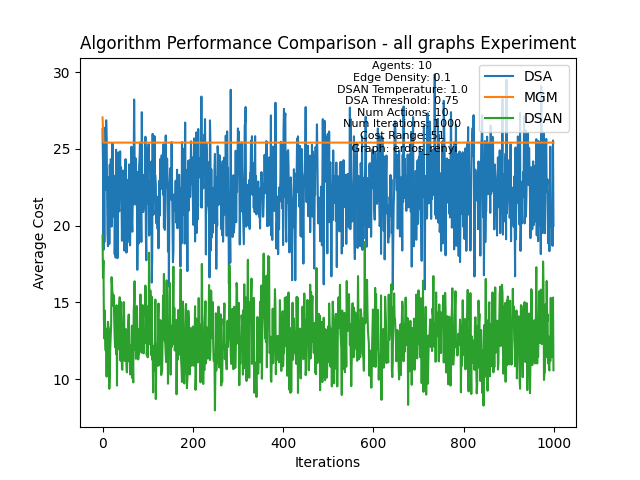 Algorithm Performance Comparison - all graphs Experiment
Agents: 10
Edge Density: 0.1
DSAN Temperature: 1.0
DSA Threshold: 0.75
Num Actions: 10
Num Iterations: 1000
Cost Range: 51
Graph: erdos_renyi
DSA
MGM
DSAN
Average Cost
30
25
20
15
10
0
200
400
600
800
1000
Iterations